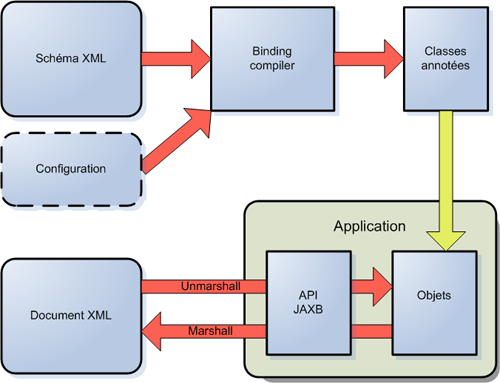 Schéma XML
Binding
compiler
Classes
annotées
Configuration
Application
Document XML
Unmarshall
Marshall
API
JAXB
Objets